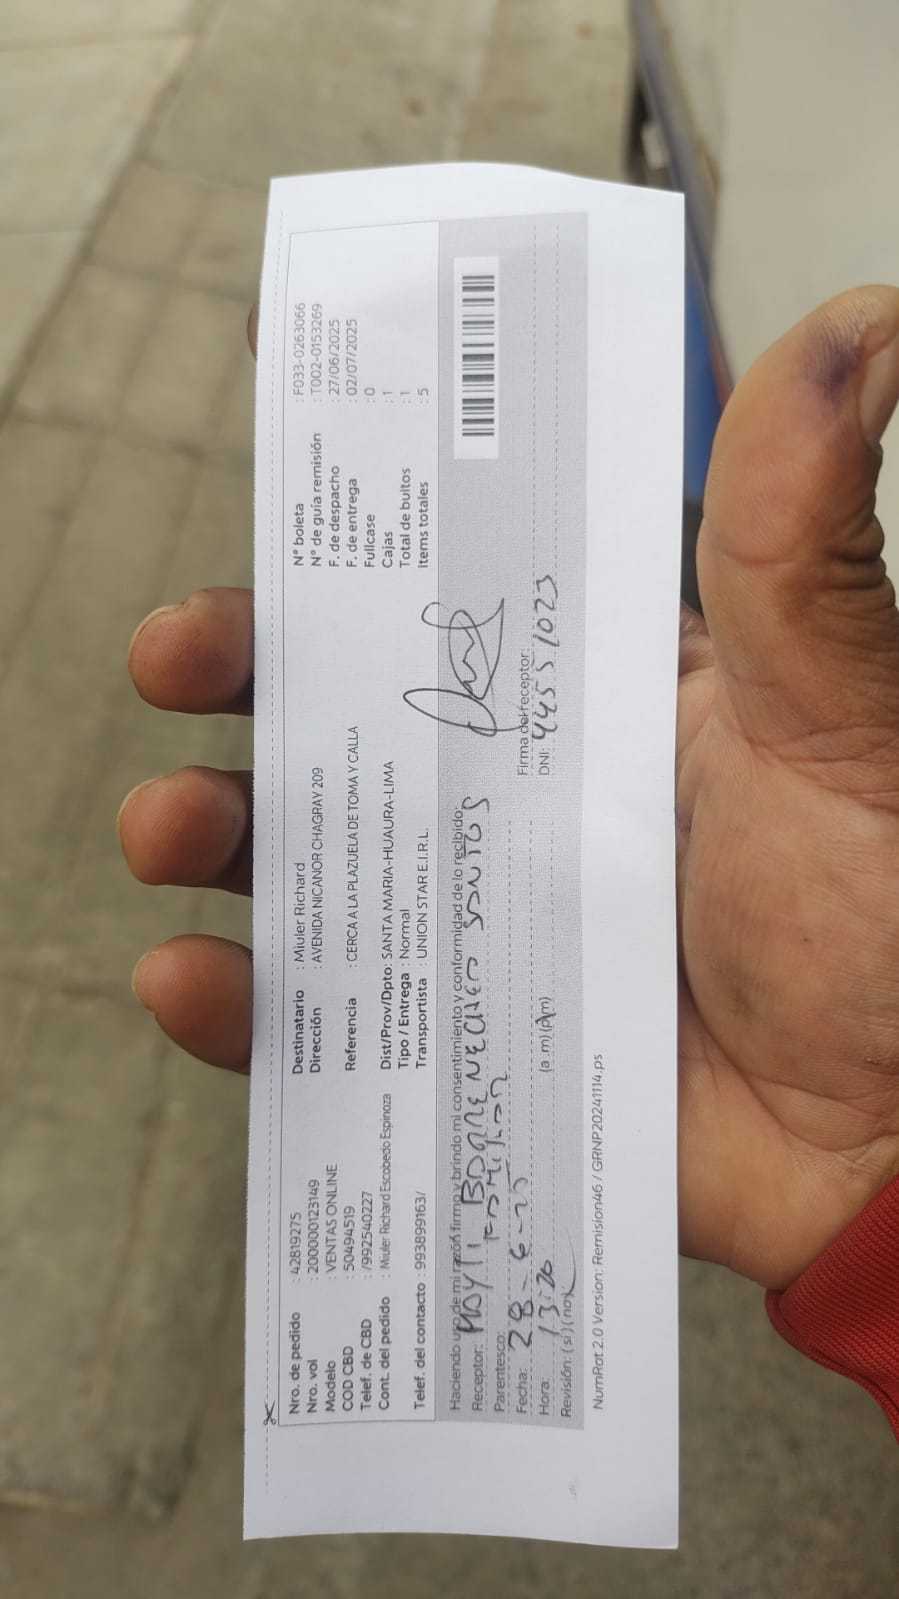 Nro. de pedido : 42819275
Nro. vol : 200000123149
Modelo : VENTAS ONLINE
COD CBD : 50494519
Telef. de CBD : /992540227
Cont. del pedido : Miuler Richard Escobedo Espinoza
Telef. del contacto : 993899163/
Destinatario : Miuler Richard
Dirección : AVENIDA NICANOR CHAGRAY 209
Referencia : CERCA A LA PLAZUELA DE TOMA Y CALLA
Dist/Prov/Dpto: SANTA MARIA-HUAURA-LIMA
Tipo / Entrega : Normal
Transportista : UNION STAR E.I.R.L.
N° boleta : F033-0263066
N° de guía remisión : T002-0153269
F. de despacho : 27/06/2025
F. de entrega : 02/07/2025
Fullcase : 0
Cajas : 1
Total de bultos : 1
Items totales : 5
Haciendo uso de mi razón firmo y brindo mi consentimiento y conformidad de lo recibido:
Receptor: SANTOS
Parentesco:
Fecha: 28-6-25
Hora: 13:20 (a m) (p m)
Revisión: ( si ) ( no )
Firma del receptor:
DNI: 44551023
NumRot 2.0 Version: Remision46 / GRNP20241114.ps